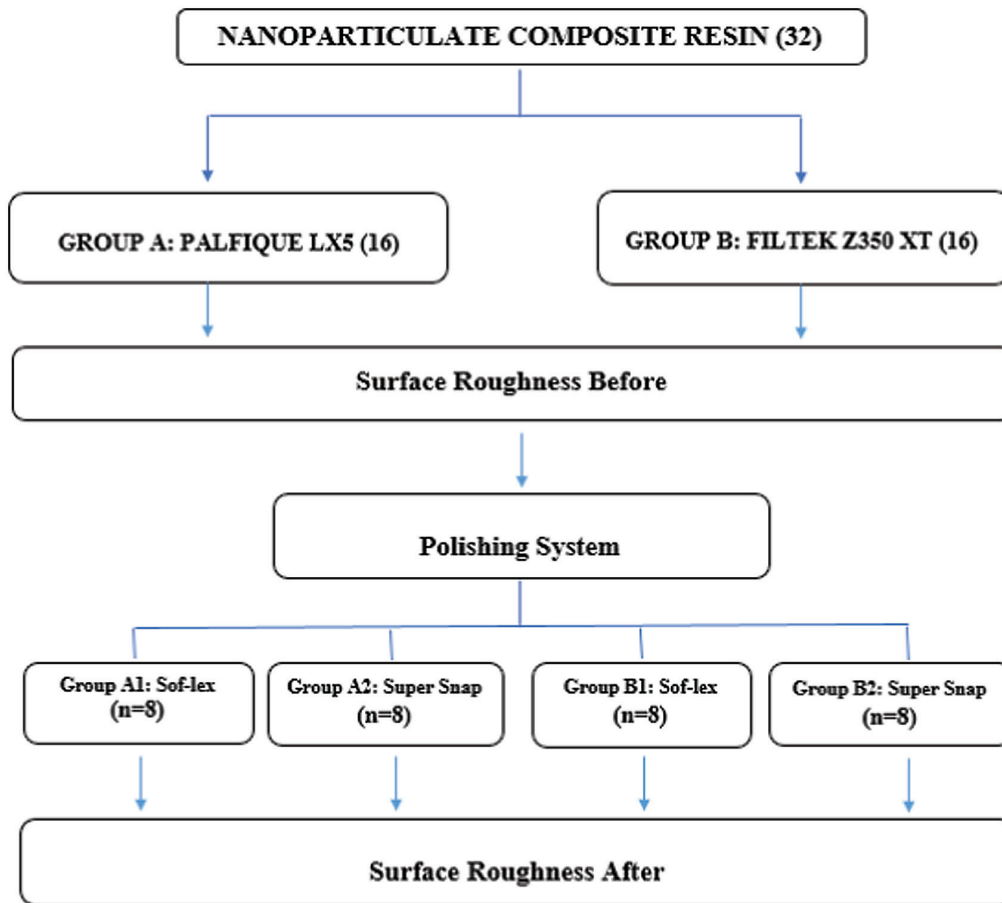 NANOPARTICULATE COMPOSITE RESIN (32)
GROUP A: PALFIQUE LX5 (16)
GROUP B: FILTEK Z350 XT (16)
Surface Roughness Before
Polishing System
Group A1: Sof-lex
(n=8)
Group A2: Super Snap
(n=8)
Group B1: Sof-lex
(n=8)
Group B2: Super Snap
(n=8)
Surface Roughness After